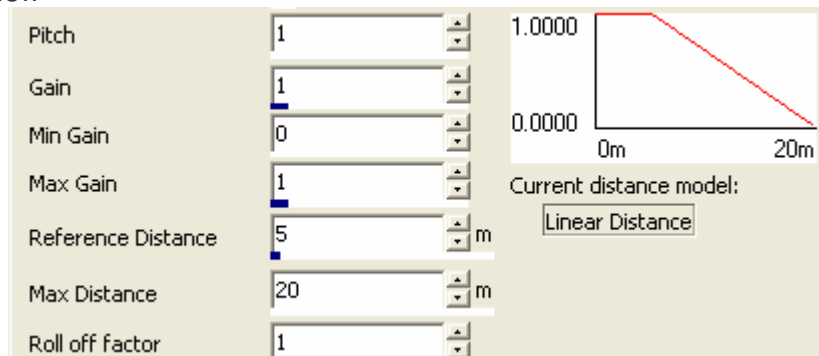 Pitch 1
Gain 1
Min Gain 0
Max Gain 1
Reference Distance 5 m
Max Distance 20 m
Roll off factor 1
1.0000
0.0000
0m 20m
Current distance model:
Linear Distance